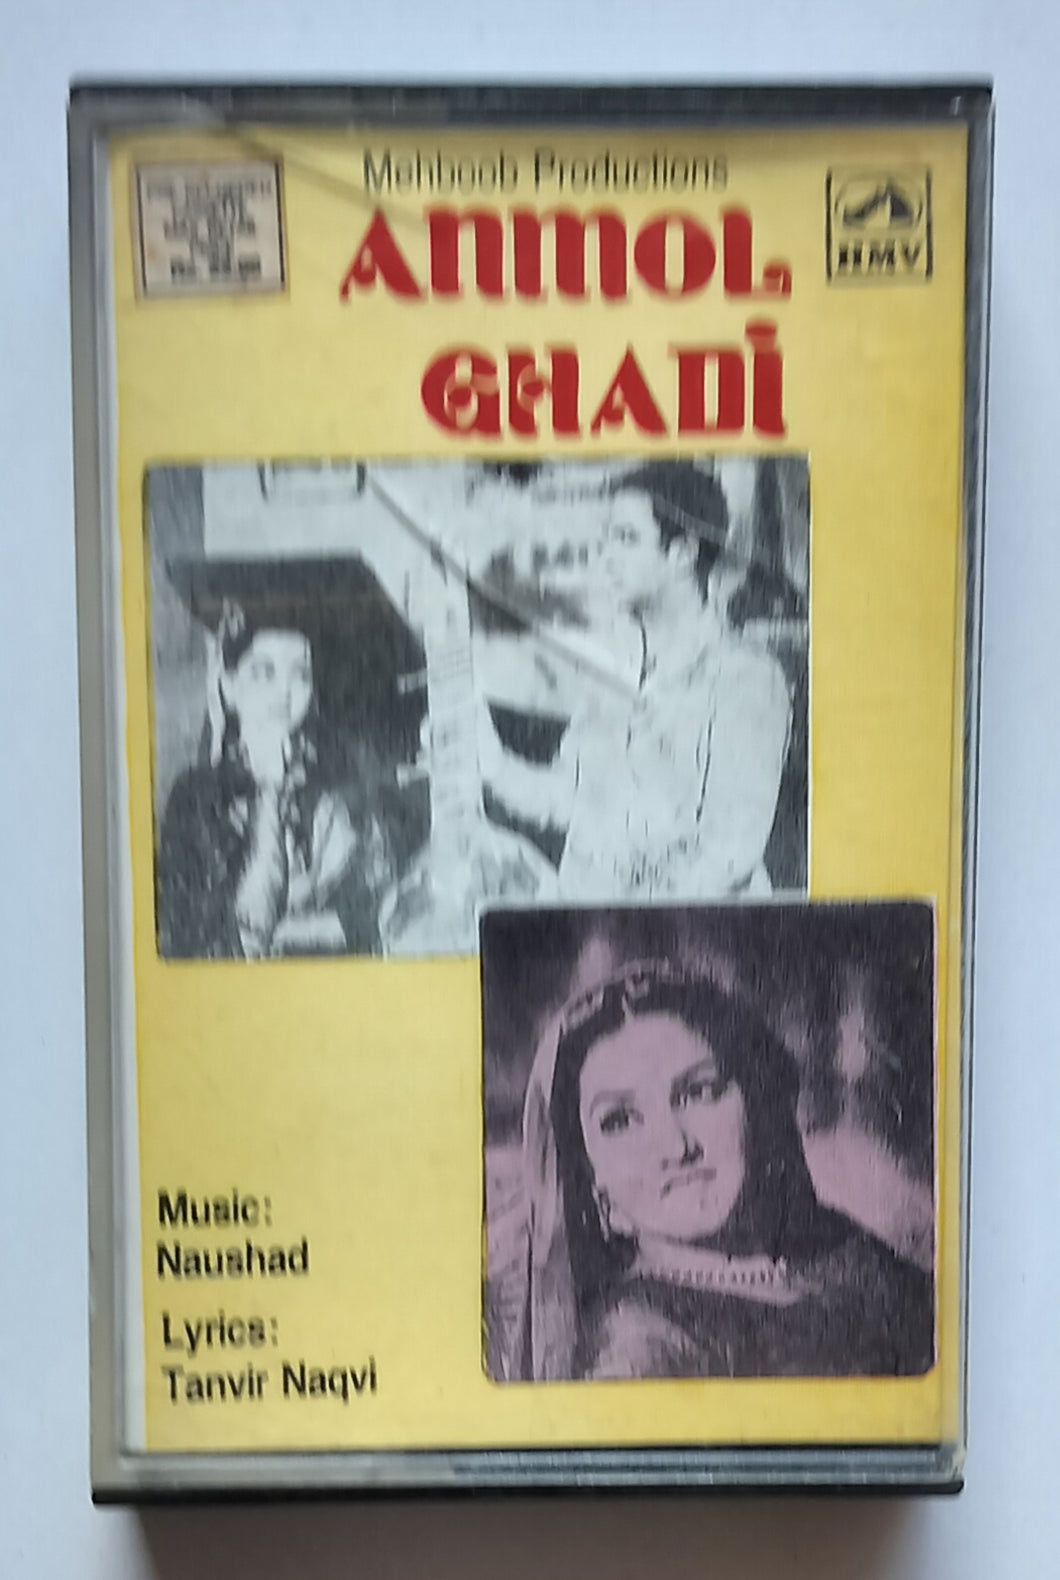 Mehboob Productions
ANMOL
GHADI
HMV
Music:
Naushad
Lyrics:
Tanvir Naqvi